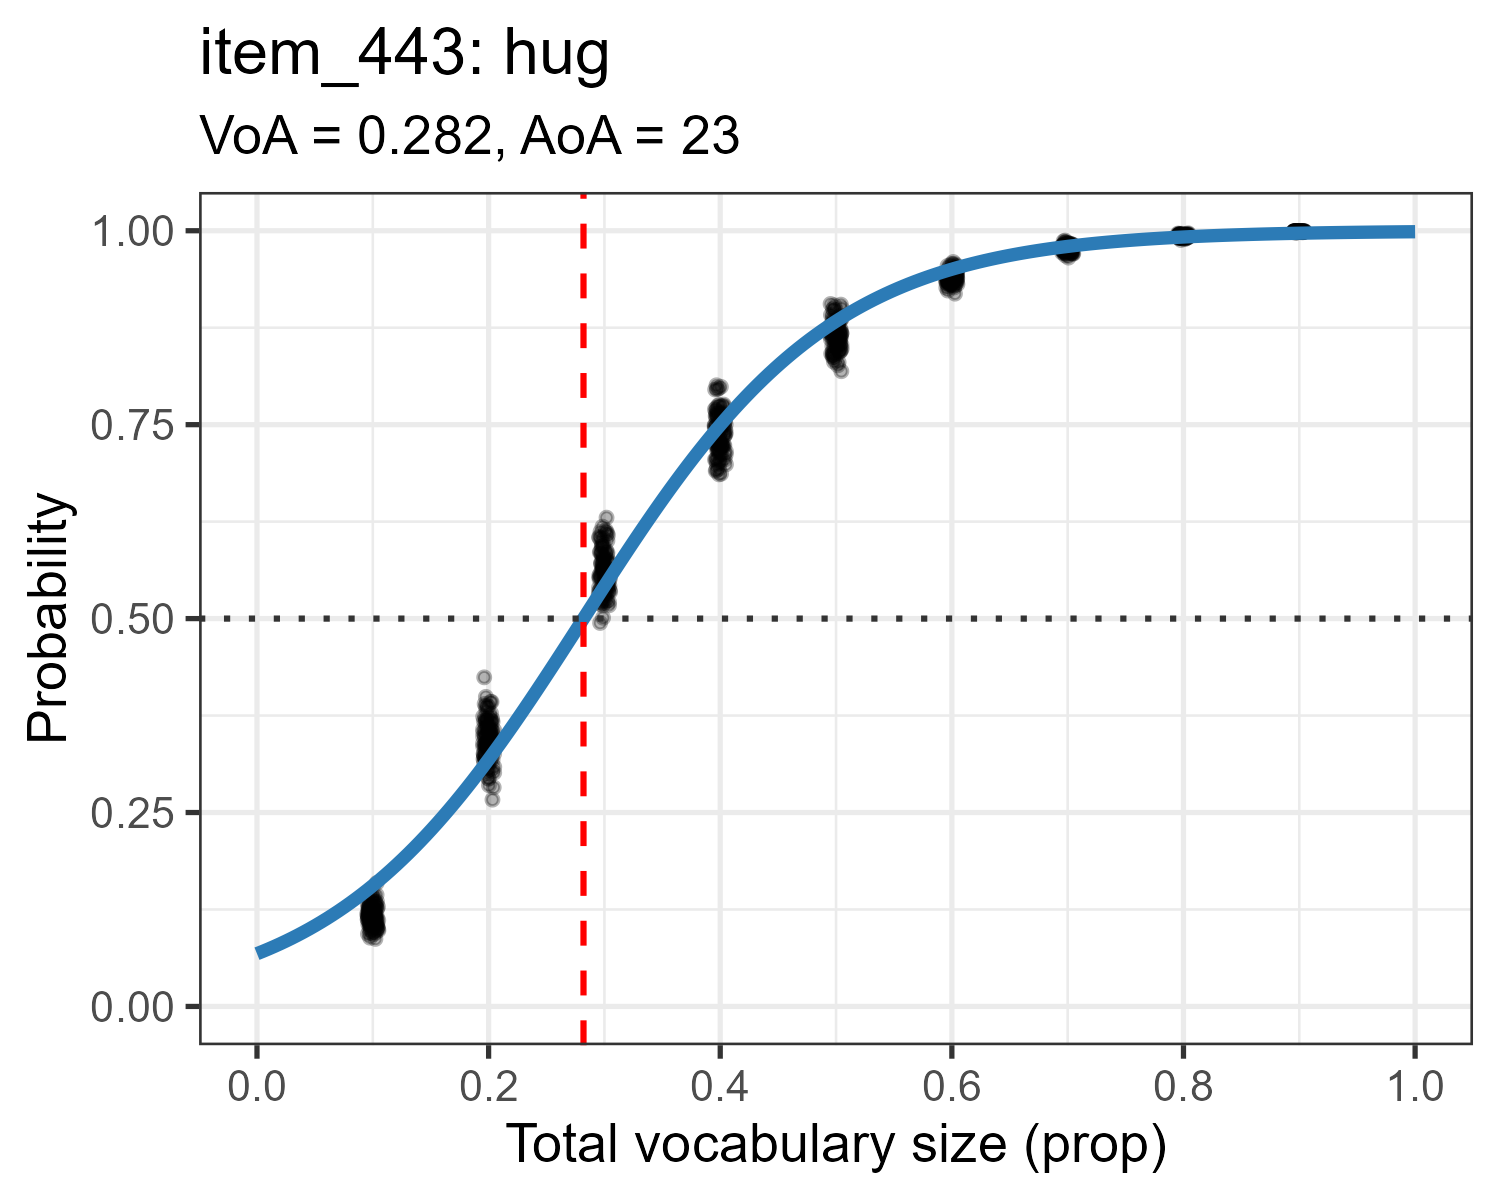 item_443: hug
VoA = 0.282, AoA = 23
1.00
0.75
0.50
0.25
0.00
Probability
0.0 0.2 0.4 0.6 0.8 1.0
Total vocabulary size (prop)